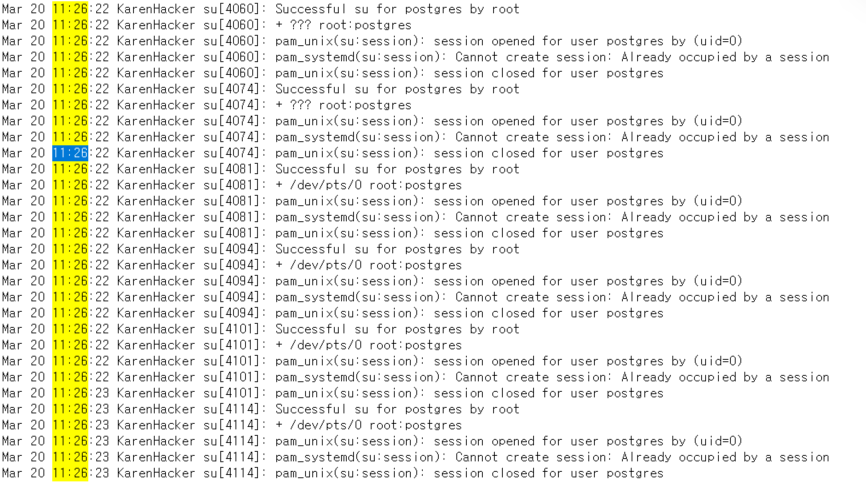 Mar 20 11:26:22 KarenHacker su[4060]: Successful su for postgres by root
Mar 20 11:26:22 KarenHacker su[4060]: + ??? root:postgres
Mar 20 11:26:22 KarenHacker su[4060]: pam_unix(su:session): session opened for user postgres by (uid=0)
Mar 20 11:26:22 KarenHacker su[4060]: pam_systemd(su:session): Cannot create session: Already occupied by a session
Mar 20 11:26:22 KarenHacker su[4060]: pam_unix(su:session): session closed for user postgres
Mar 20 11:26:22 KarenHacker su[4074]: Successful su for postgres by root
Mar 20 11:26:22 KarenHacker su[4074]: + ??? root:postgres
Mar 20 11:26:22 KarenHacker su[4074]: pam_unix(su:session): session opened for user postgres by (uid=0)
Mar 20 11:26:22 KarenHacker su[4074]: pam_systemd(su:session): Cannot create session: Already occupied by a session
Mar 20 11:26:22 KarenHacker su[4074]: pam_unix(su:session): session closed for user postgres
Mar 20 11:26:22 KarenHacker su[4081]: Successful su for postgres by root
Mar 20 11:26:22 KarenHacker su[4081]: + /dev/pts/0 root:postgres
Mar 20 11:26:22 KarenHacker su[4081]: pam_unix(su:session): session opened for user postgres by (uid=0)
Mar 20 11:26:22 KarenHacker su[4081]: pam_systemd(su:session): Cannot create session: Already occupied by a session
Mar 20 11:26:22 KarenHacker su[4081]: pam_unix(su:session): session closed for user postgres
Mar 20 11:26:22 KarenHacker su[4094]: Successful su for postgres by root
Mar 20 11:26:22 KarenHacker su[4094]: + /dev/pts/0 root:postgres
Mar 20 11:26:22 KarenHacker su[4094]: pam_unix(su:session): session opened for user postgres by (uid=0)
Mar 20 11:26:22 KarenHacker su[4094]: pam_systemd(su:session): Cannot create session: Already occupied by a session
Mar 20 11:26:22 KarenHacker su[4094]: pam_unix(su:session): session closed for user postgres
Mar 20 11:26:22 KarenHacker su[4101]: Successful su for postgres by root
Mar 20 11:26:22 KarenHacker su[4101]: + /dev/pts/0 root:postgres
Mar 20 11:26:22 KarenHacker su[4101]: pam_unix(su:session): session opened for user postgres by (uid=0)
Mar 20 11:26:22 KarenHacker su[4101]: pam_systemd(su:session): Cannot create session: Already occupied by a session
Mar 20 11:26:23 KarenHacker su[4101]: pam_unix(su:session): session closed for user postgres
Mar 20 11:26:23 KarenHacker su[4114]: Successful su for postgres by root
Mar 20 11:26:23 KarenHacker su[4114]: + /dev/pts/0 root:postgres
Mar 20 11:26:23 KarenHacker su[4114]: pam_unix(su:session): session opened for user postgres by (uid=0)
Mar 20 11:26:23 KarenHacker su[4114]: pam_systemd(su:session): Cannot create session: Already occupied by a session
Mar 20 11:26:23 KarenHacker su[4114]: pam_unix(su:session): session closed for user postgres